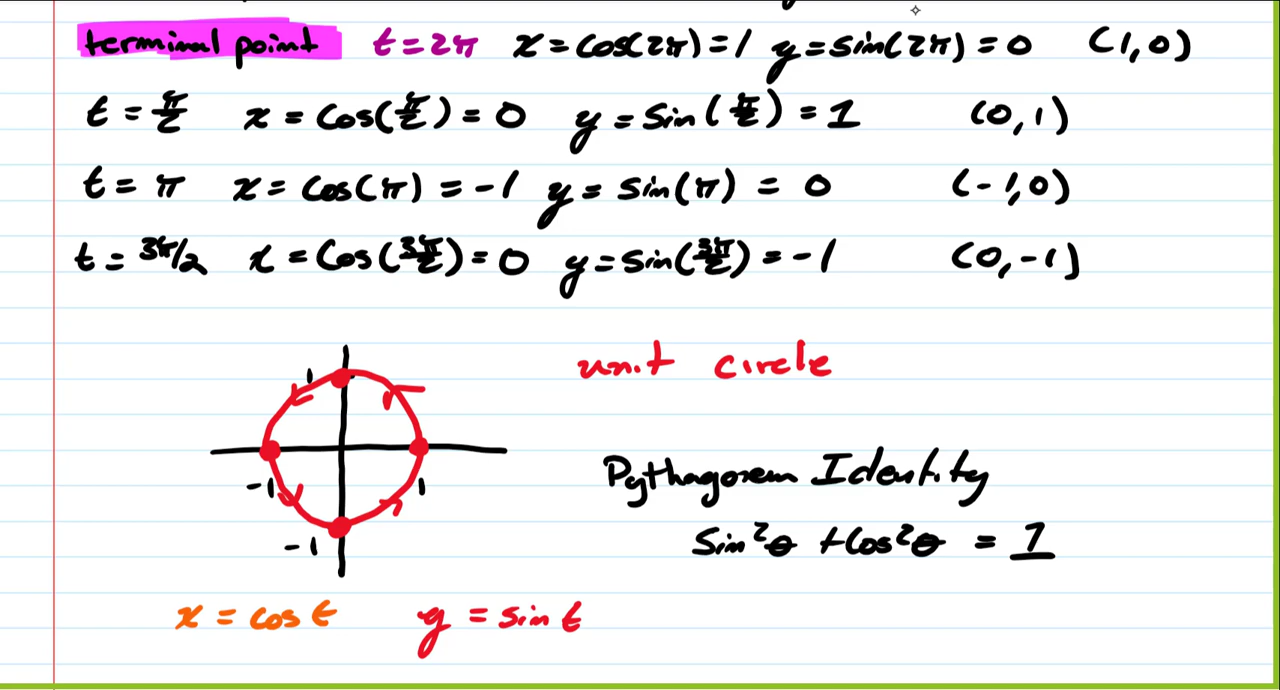 terminal point t=2π x=cos(2π)=1 y=sin(2π)=0 (1,0)
t=π/2 x=cos(π/2)=0 y=sin(π/2)=1 (0,1)
t=π x=cos(π)=-1 y=sin(π)=0 (-1,0)
t=3π/2 x=cos(3π/2)=0 y=sin(3π/2)=-1 (0,-1)
unit circle
1
-1 1
-1
Pythagorem Identity
sin²θ +cos²θ = 1
x=cos t y=sin t